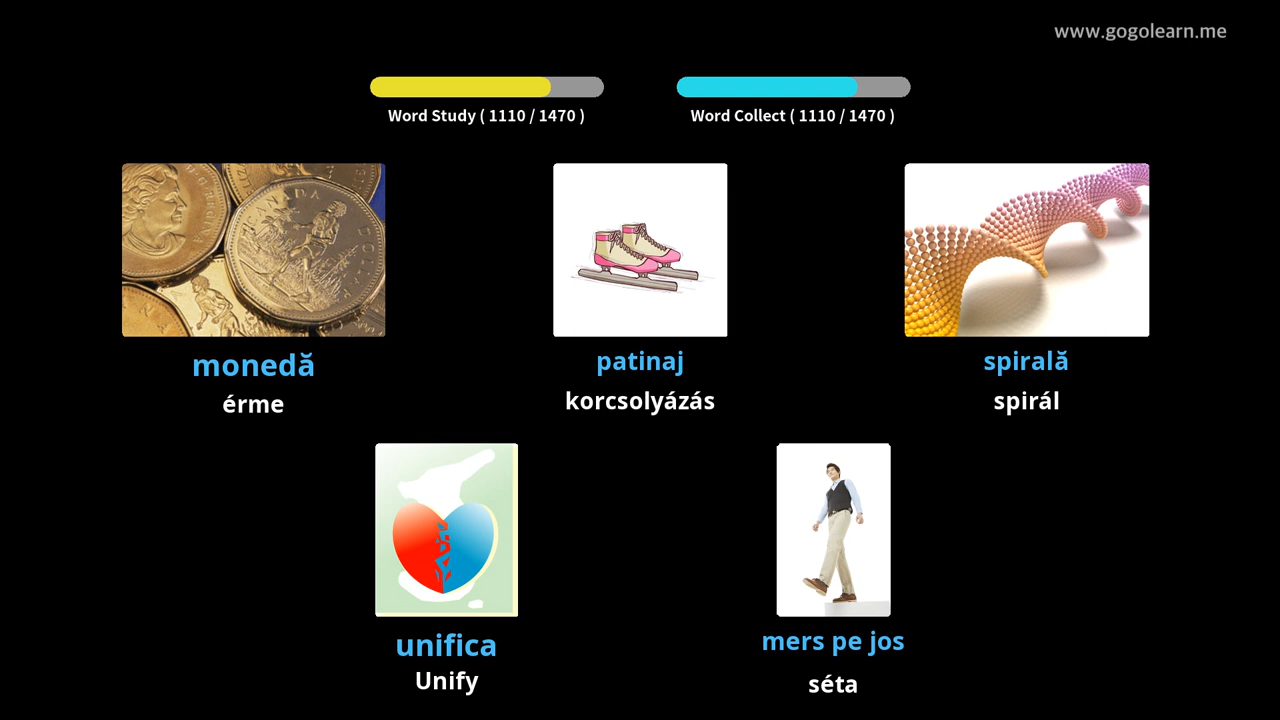 www.gogolearn.me
Word Study ( 1110 / 1470 )
Word Collect ( 1110 / 1470 )
monedă
érme
patinaj
korcsolyázás
spirală
spirál
unifica
Unify
mers pe jos
séta